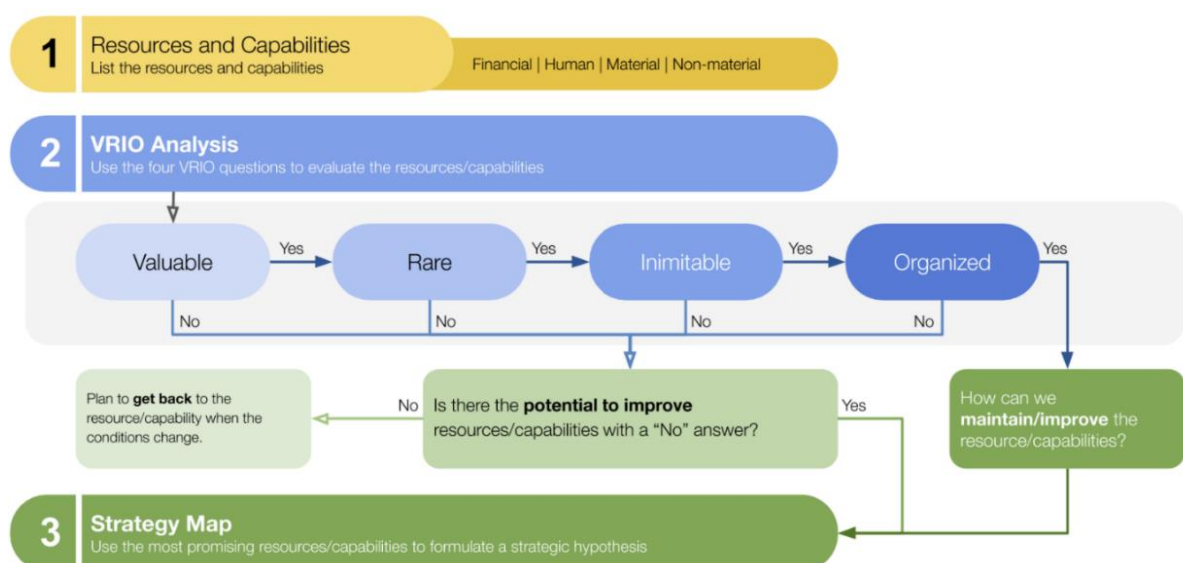 1
Resources and Capabilities
List the resources and capabilities
Financial | Human | Material | Non-material
2
VRIO Analysis
Use the four VRIO questions to evaluate the resources/capabilities
Valuable
Yes
Rare
Yes
Inimitable
Yes
Organized
Yes
No
No
No
No
Plan to get back to the
resource/capability when the
conditions change.
No
Is there the potential to improve
resources/capabilities with a “No” answer?
Yes
How can we
maintain/improve the
resource/capabilities?
3
Strategy Map
Use the most promising resources/capabilities to formulate a strategic hypothesis